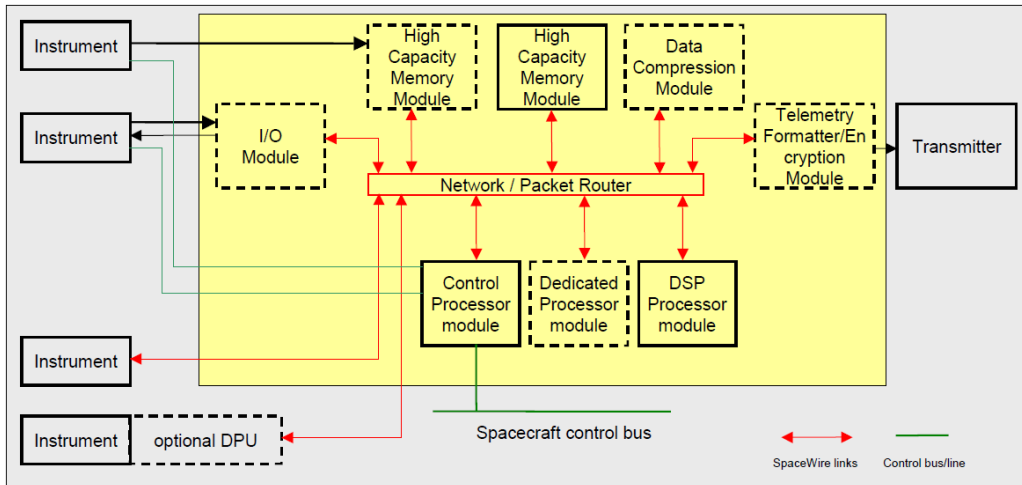 Instrument
High
Capacity
Memory
Module
High
Capacity
Memory
Module
Data
Compression
Module
Instrument
I/O
Module
Telemetry
Formatter/En
cryption
Module
Transmitter
Network / Packet Router
Control
Processor
module
Dedicated
Processor
module
DSP
Processor
module
Instrument
Instrument
optional DPU
Spacecraft control bus
SpaceWire links
Control bus/line